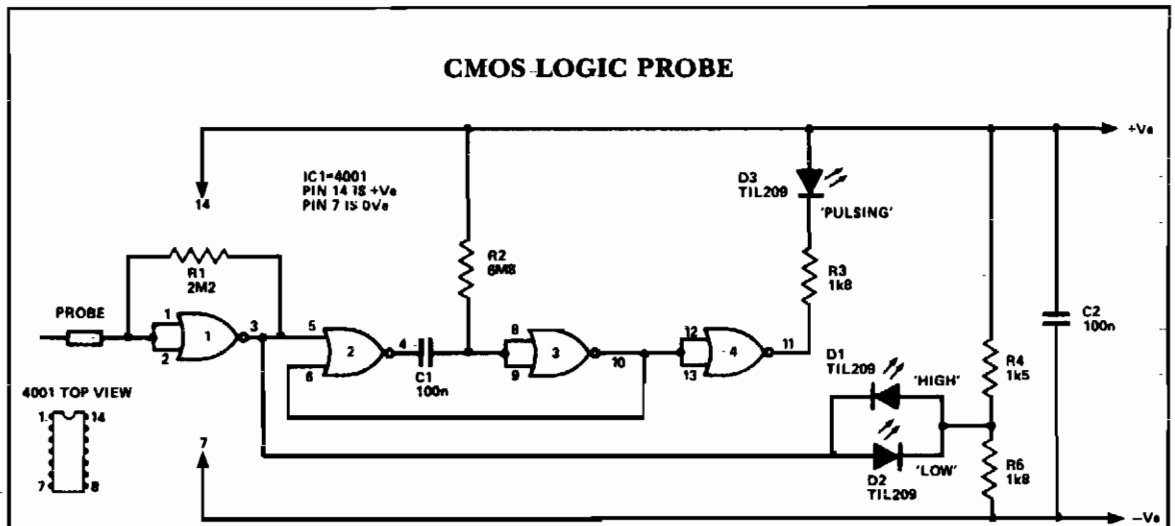 CMOS LOGIC PROBE
+Ve
IC1=4001
PIN 14 IS +Ve
PIN 7 IS 0Ve
14
D3
TIL209
'PULSING'
R1
2M2
R2
6M8
R3
1k8
PROBE
1
2
1
3
5
6
2
4
C1
100n
8
9
3
10
12
13
4
11
C2
100n
D1
TIL209
'HIGH'
R4
1k5
4001 TOP VIEW
1
14
7
8
7
'LOW'
D2
TIL209
R6
1k8
-Ve